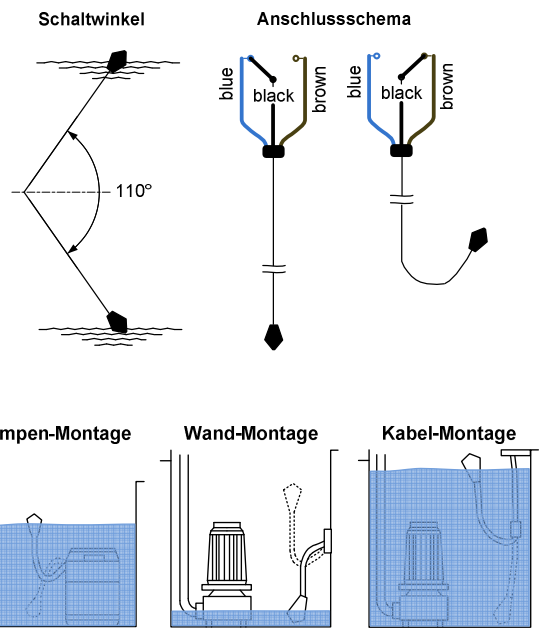 Schaltwinkel
Anschlussschema
blue
black
brown
blue
black
brown
110°
mpen-Montage
Wand-Montage
Kabel-Montage